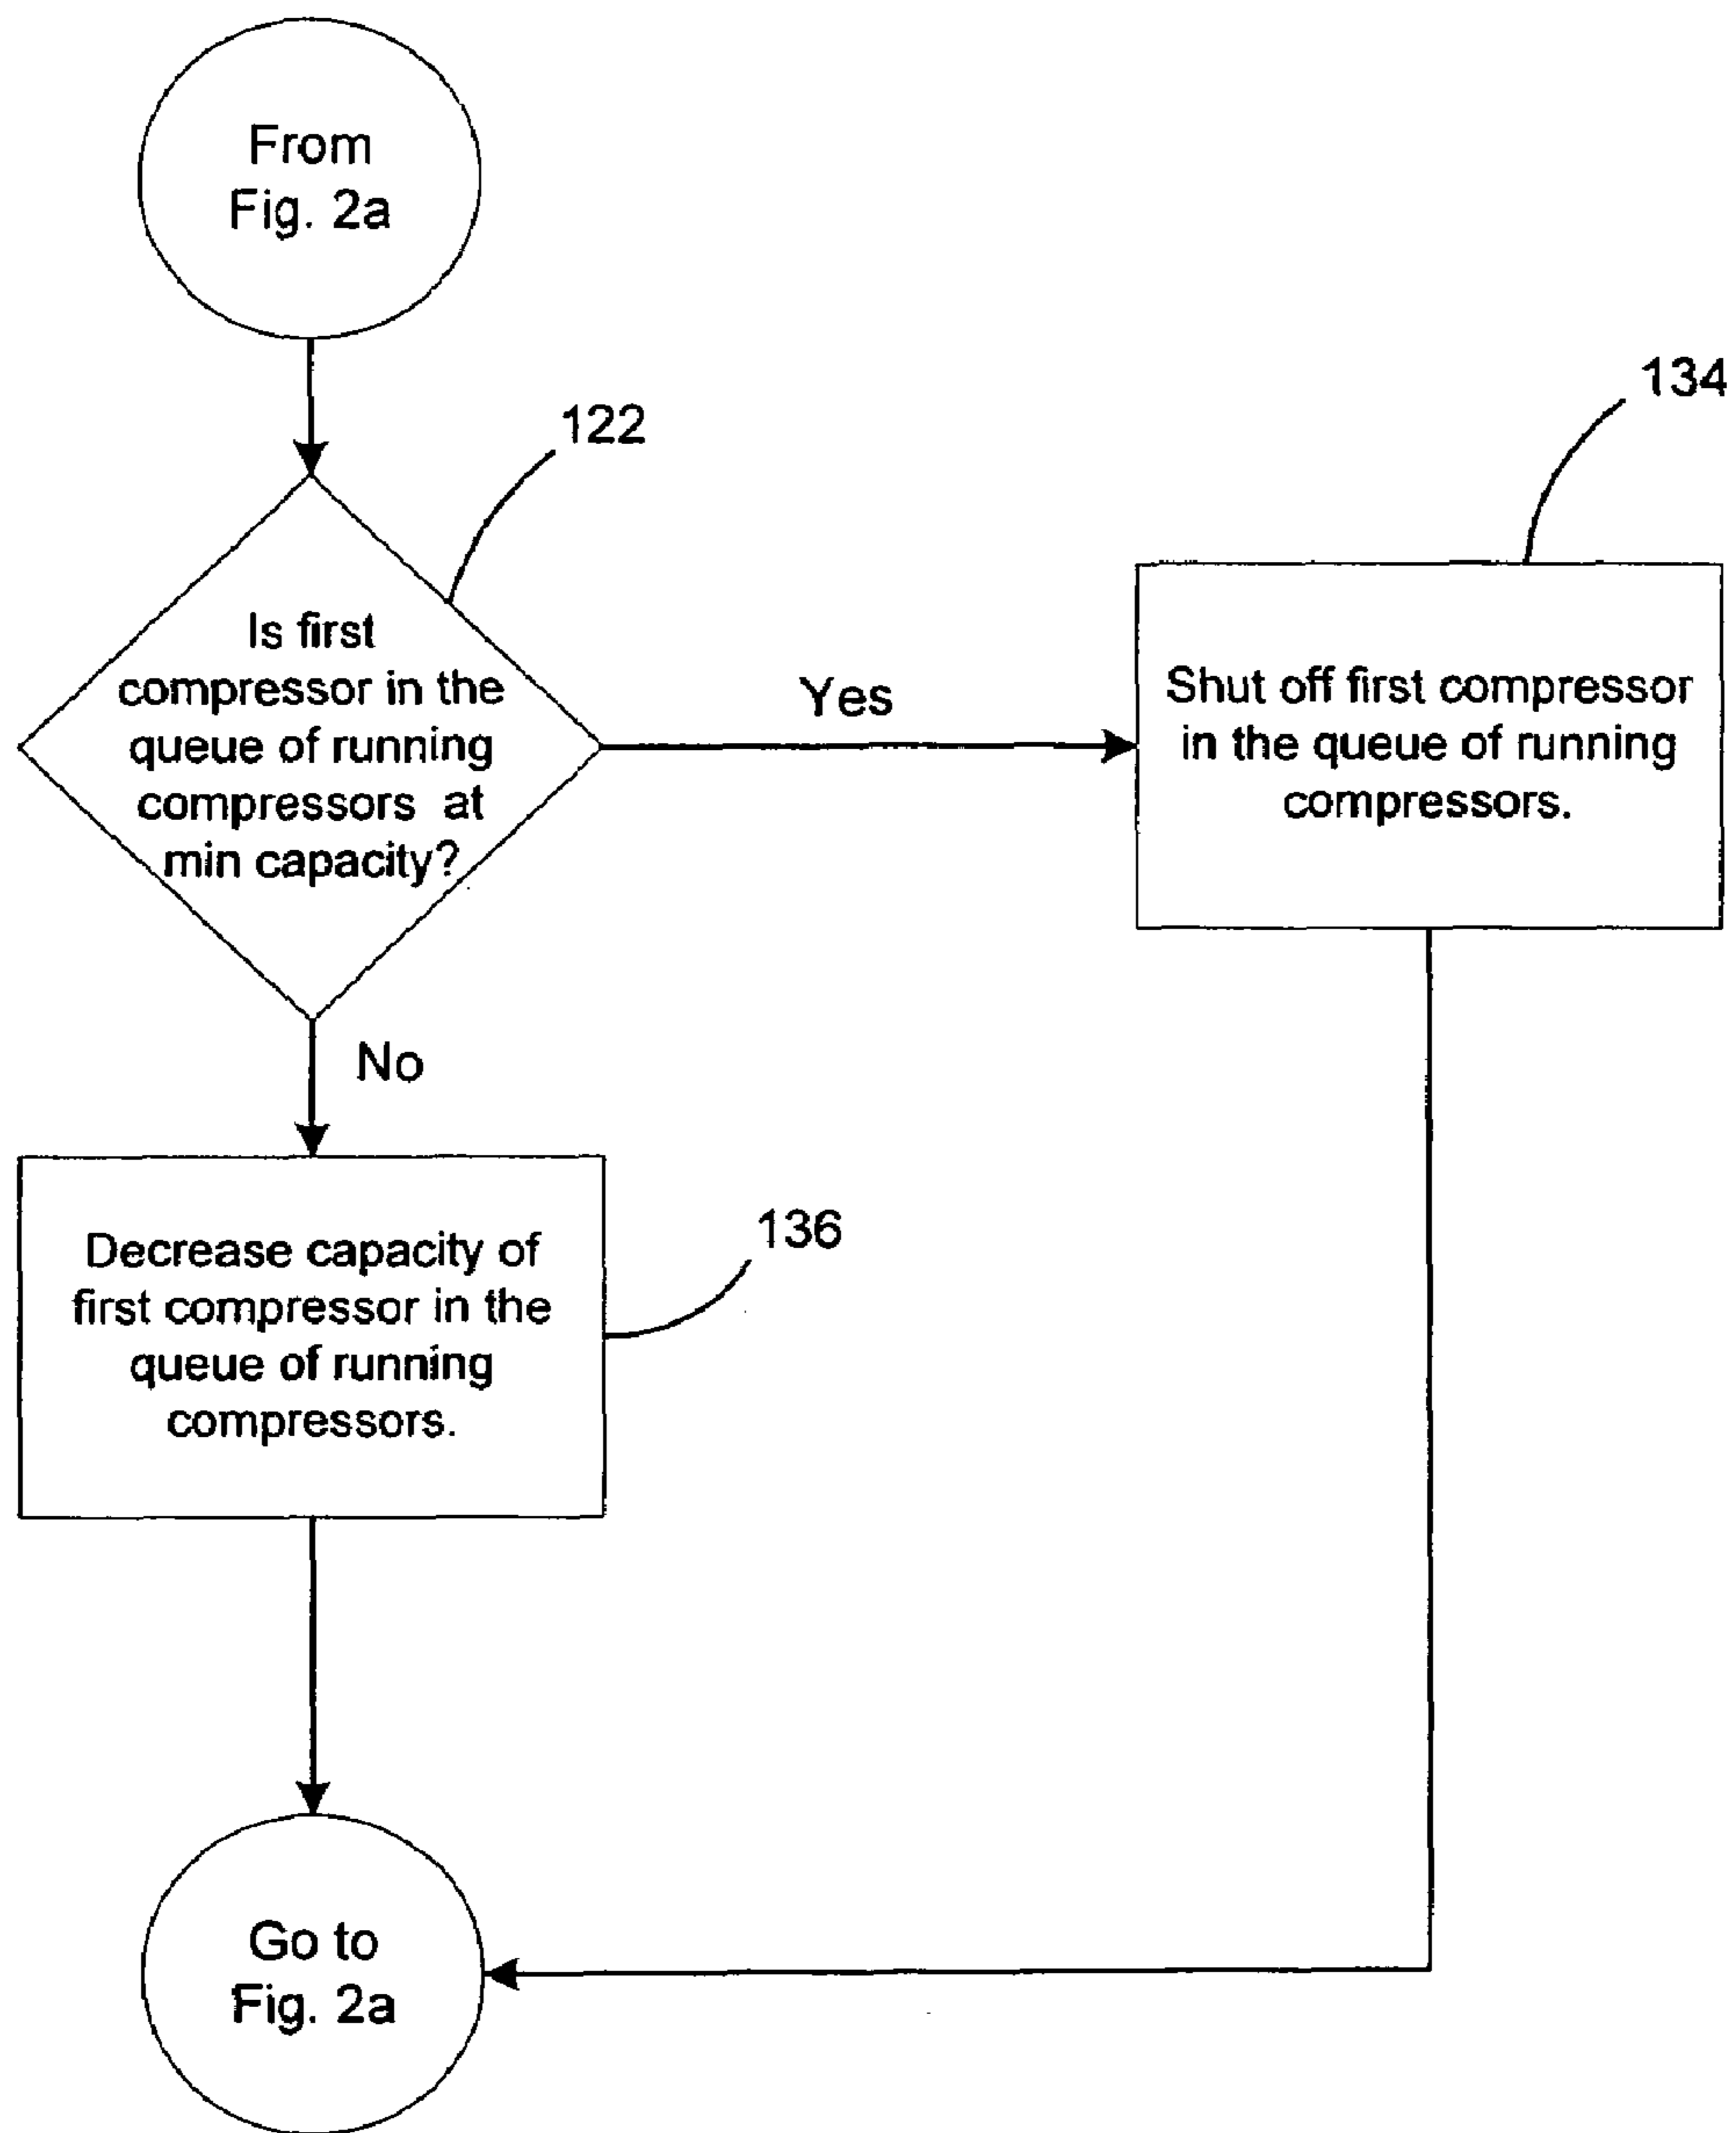 From
Fig. 2a
122
134
Is first
compressor in the
queue of running
compressors at
min capacity?
Yes
Shut off first compressor
in the queue of running
compressors.
No
136
Decrease capacity of
first compressor in the
queue of running
compressors.
Go to
Fig. 2a